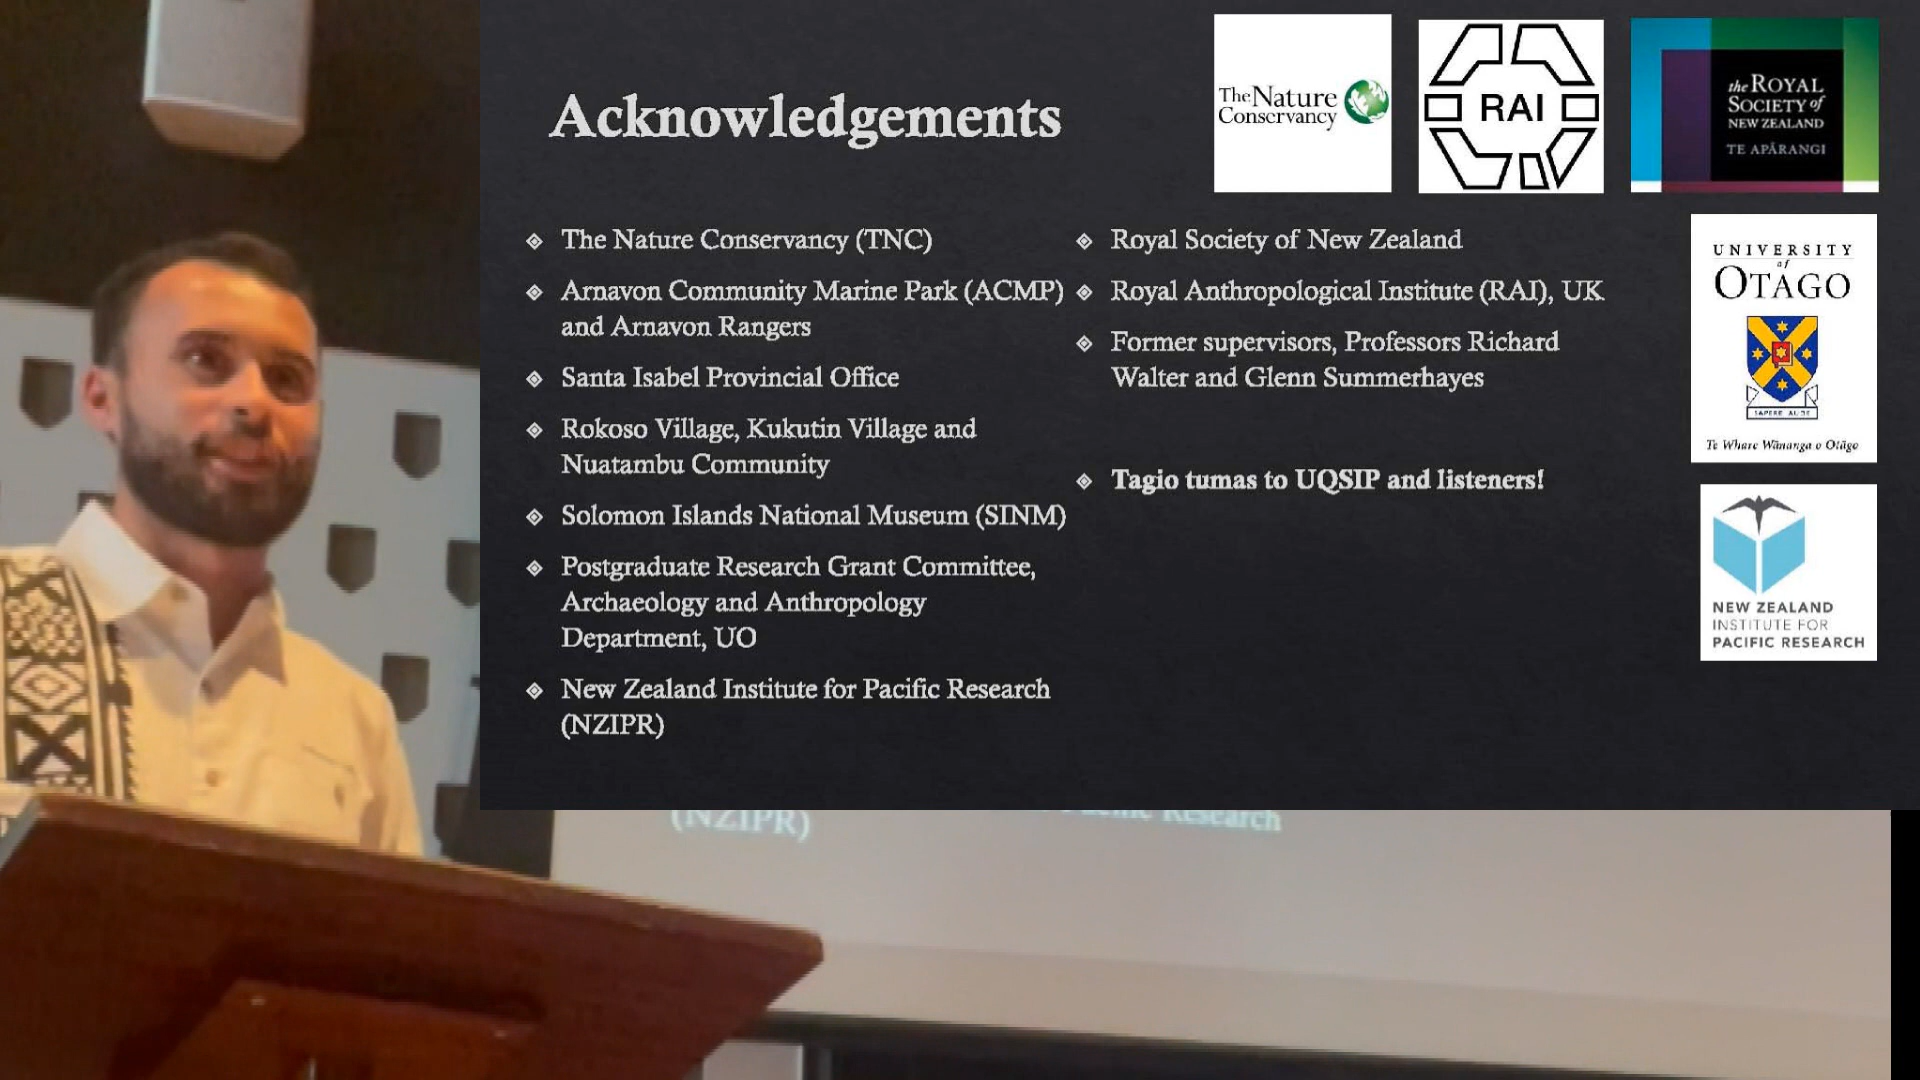 Acknowledgements
The Nature
Conservancy
RAI
the ROYAL
SOCIETY of
NEW ZEALAND
TE APĀRANGI
The Nature Conservancy (TNC)
Arnavon Community Marine Park (ACMP)
and Arnavon Rangers
Santa Isabel Provincial Office
Rokoso Village, Kukutin Village and
Nuatambu Community
Solomon Islands National Museum (SINM)
Postgraduate Research Grant Committee,
Archaeology and Anthropology
Department, UO
New Zealand Institute for Pacific Research
(NZIPR)
Royal Society of New Zealand
Royal Anthropological Institute (RAI), UK
Former supervisors, Professors Richard
Walter and Glenn Summerhayes
Tagio tumas to UQSIP and listeners!
UNIVERSITY
of
OTAGO
SAPERE AUDE
Te Whare Wānanga o Otāgo
NEW ZEALAND
INSTITUTE FOR
PACIFIC RESEARCH
(NZIPR)
Pacific Research